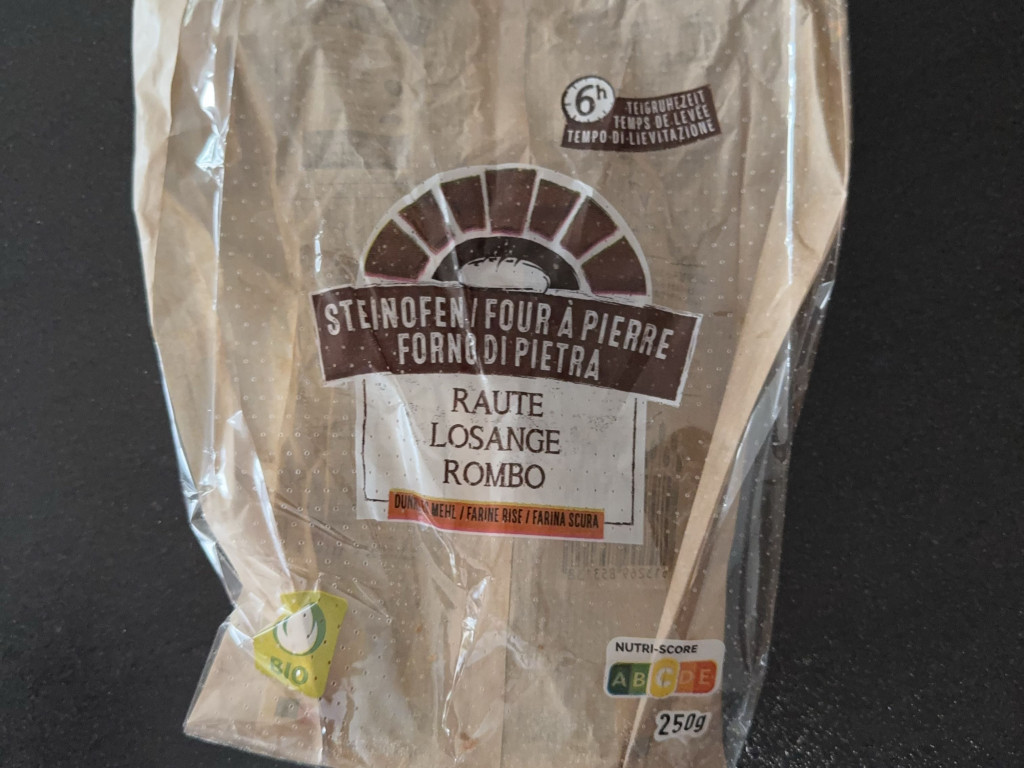 6h
TEIGRUHEZEIT
TEMPS DE LEVÉE
TEMPO DI LIEVITAZIONE
STEINOFEN / FOUR À PIERRE
FORNO DI PIETRA
RAUTE
LOSANGE
ROMBO
MEHL / FARINE BISE / FARINA SCURA
BIO
NUTRI-SCORE
A B C D E
250g